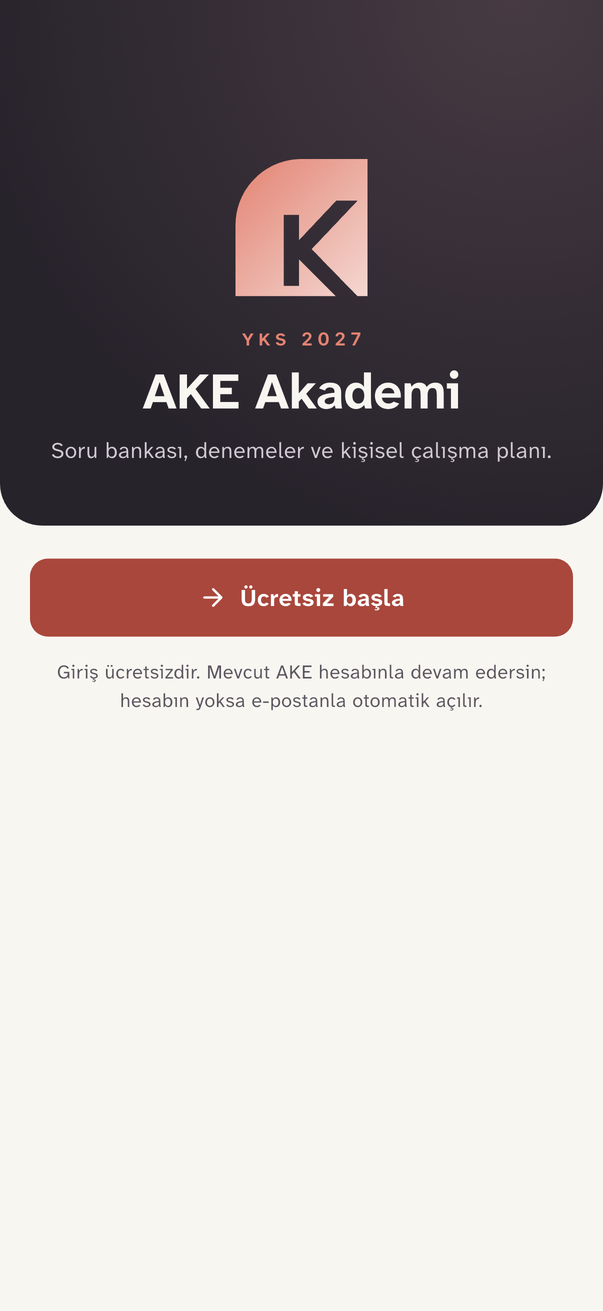 K
YKS 2027
AKE Akademi
Soru bankası, denemeler ve kişisel çalışma planı.
Ücretsiz başla
Giriş ücretsizdir. Mevcut AKE hesabınla devam edersin;
hesabın yoksa e-postanla otomatik açılır.